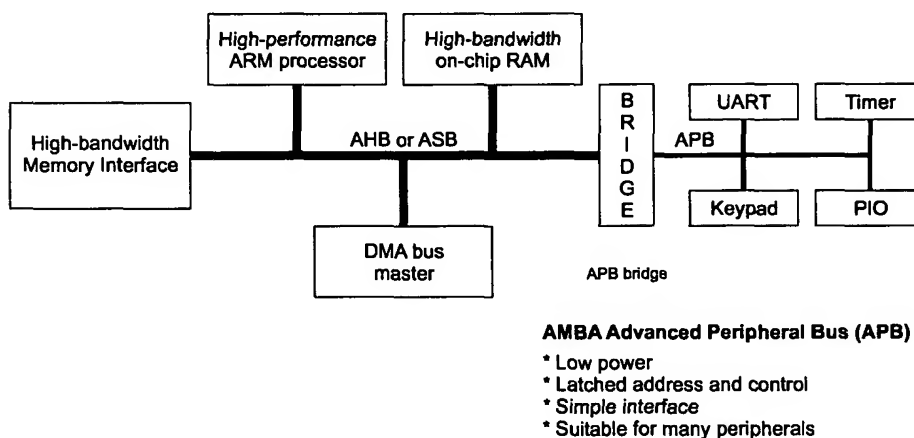 High-performance
ARM processor
High-bandwidth
on-chip RAM
High-bandwidth
Memory Interface
AHB or ASB
BRIDGE
APB
UART
Timer
Keypad
PIO
DMA bus
master
APB bridge
AMBA Advanced Peripheral Bus (APB)
* Low power
* Latched address and control
* Simple interface
* Suitable for many peripherals